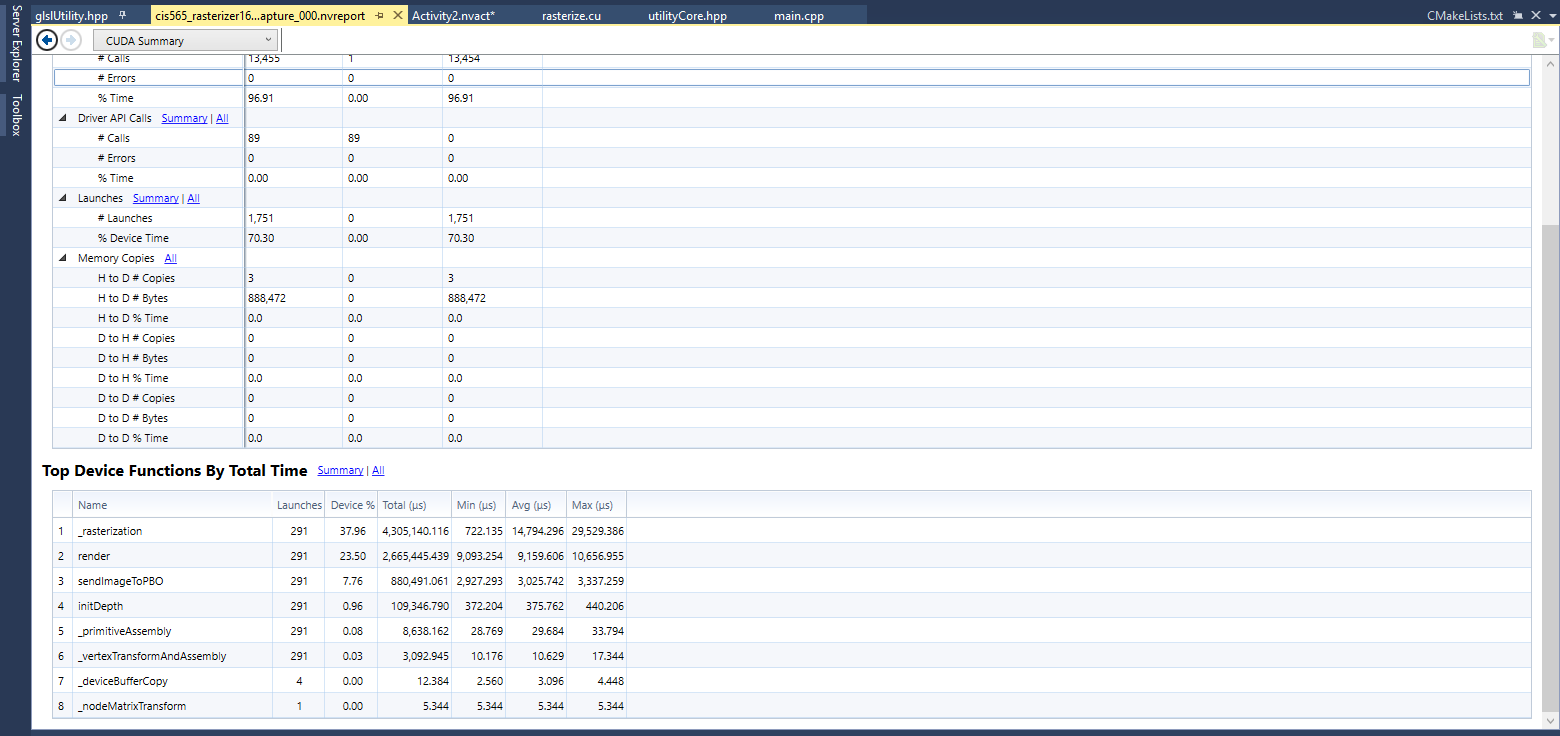 Server Explorer
Toolbox
glslUtility.hpp cis565_rasterizer16...apture_000.nvreport Activity2.nvact* rasterize.cu utilityCore.hpp main.cpp CMakeLists.txt
CUDA Summary
# Calls 13,455 1 13,454
# Errors 0 0 0
% Time 96.91 0.00 96.91
Driver API Calls Summary | All
# Calls 89 89 0
# Errors 0 0 0
% Time 0.00 0.00 0.00
Launches Summary | All
# Launches 1,751 0 1,751
% Device Time 70.30 0.00 70.30
Memory Copies All
H to D # Copies 3 0 3
H to D # Bytes 888,472 0 888,472
H to D % Time 0.0 0.0 0.0
D to H # Copies 0 0 0
D to H # Bytes 0 0 0
D to H % Time 0.0 0.0 0.0
D to D # Copies 0 0 0
D to D # Bytes 0 0 0
D to D % Time 0.0 0.0 0.0
Top Device Functions By Total Time Summary | All
Name Launches Device % Total (µs) Min (µs) Avg (µs) Max (µs)
1 _rasterization 291 37.96 4,305,140.116 722.135 14,794.296 29,529.386
2 render 291 23.50 2,665,445.439 9,093.254 9,159.606 10,656.955
3 sendImageToPBO 291 7.76 880,491.061 2,927.293 3,025.742 3,337.259
4 initDepth 291 0.96 109,346.790 372.204 375.762 440.206
5 _primitiveAssembly 291 0.08 8,638.162 28.769 29.684 33.794
6 _vertexTransformAndAssembly 291 0.03 3,092.945 10.176 10.629 17.344
7 _deviceBufferCopy 4 0.00 12.384 2.560 3.096 4.448
8 _nodeMatrixTransform 1 0.00 5.344 5.344 5.344 5.344